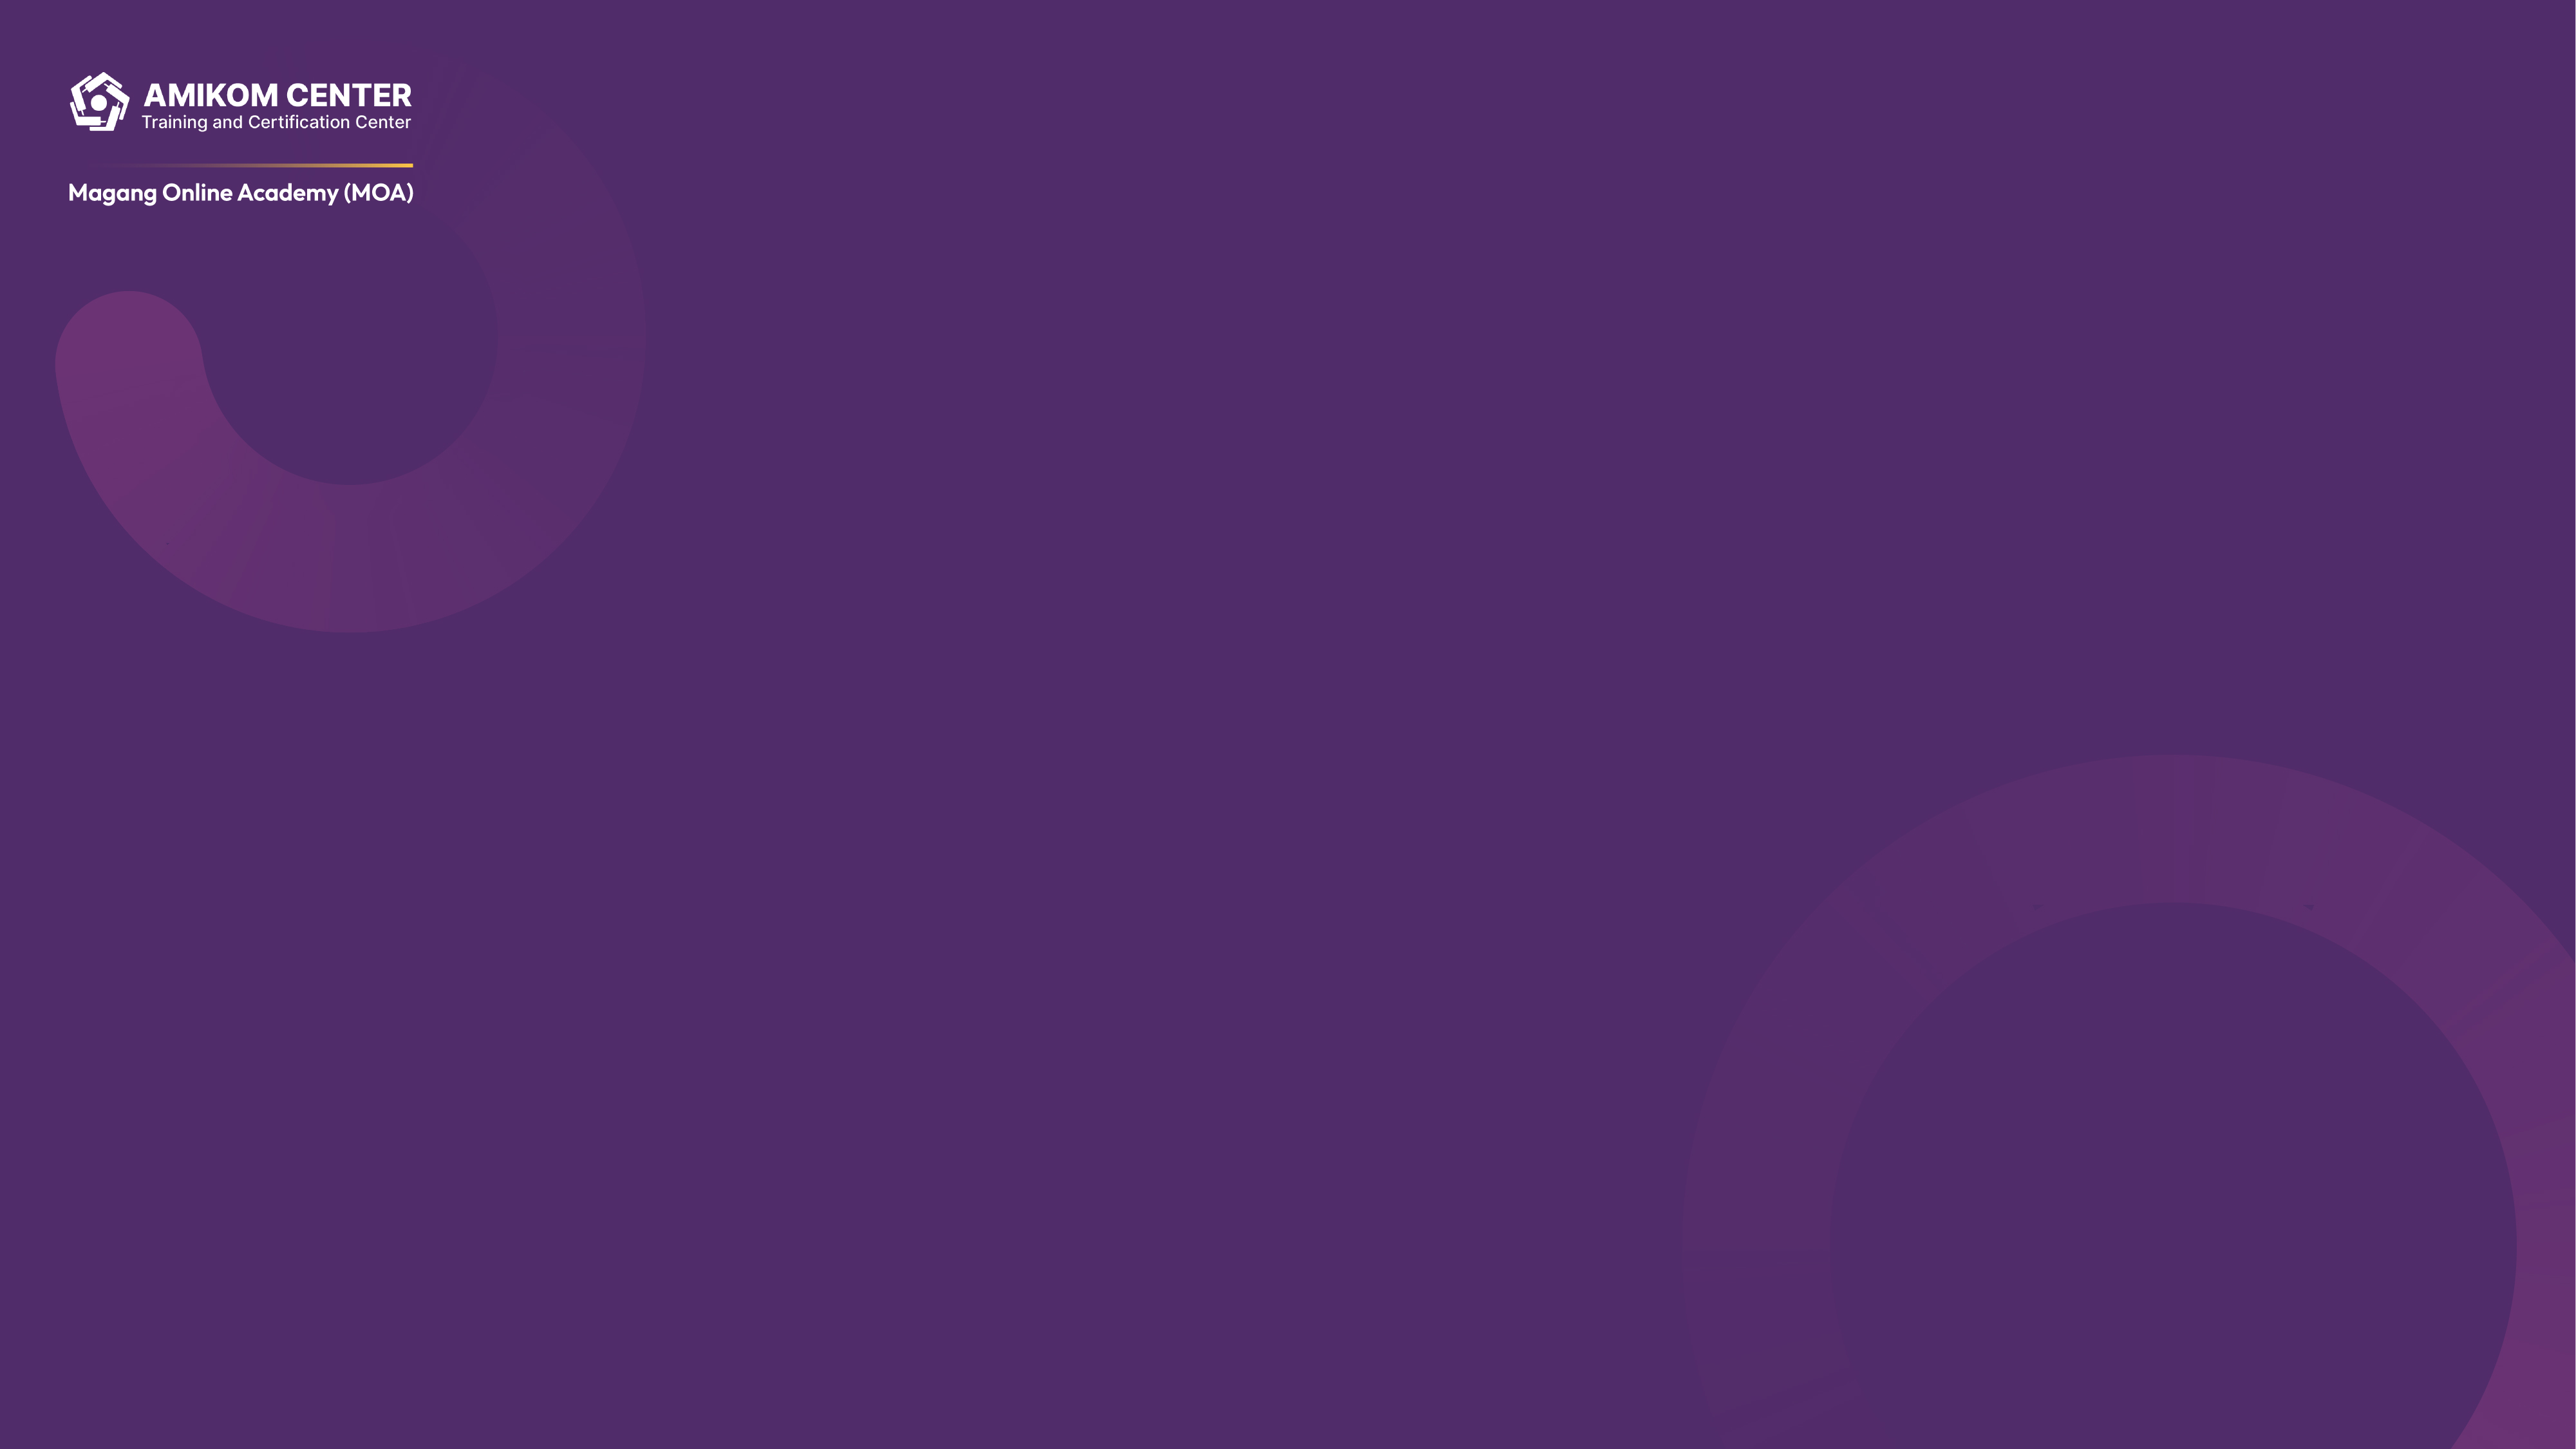 AMIKOM CENTER
Training and Certification Center
Magang Online Academy (MOA)